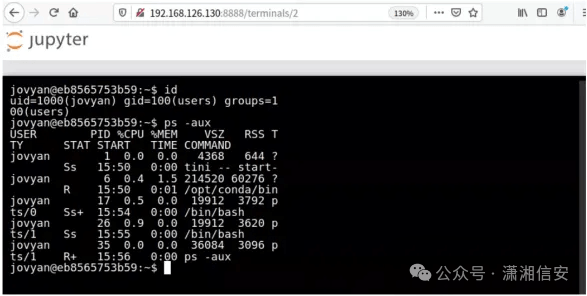 192.168.126.130:8888/terminals/2
130%
jupyter
jovyan@eb8565753b59:~$ id
uid=1000(jovyan) gid=100(users) groups=1
00(users)
jovyan@eb8565753b59:~$ ps -aux
USER PID %CPU %MEM VSZ RSS T
TY STAT START TIME COMMAND
jovyan 1 0.0 0.0 4368 644 ?
Ss 15:50 0:00 tini -- start-
jovyan 6 0.4 1.5 214520 60276 ?
R 15:50 0:01 /opt/conda/bin
jovyan 17 0.5 0.0 19912 3792 p
ts/0 Ss+ 15:54 0:00 /bin/bash
jovyan 26 0.9 0.0 19912 3620 p
ts/1 Ss 15:55 0:00 /bin/bash
jovyan 35 0.0 0.0 36084 3096 p
ts/1 R+ 15:56 0:00 ps -aux
jovyan@eb8565753b59:~$
公众号·潇湘信安